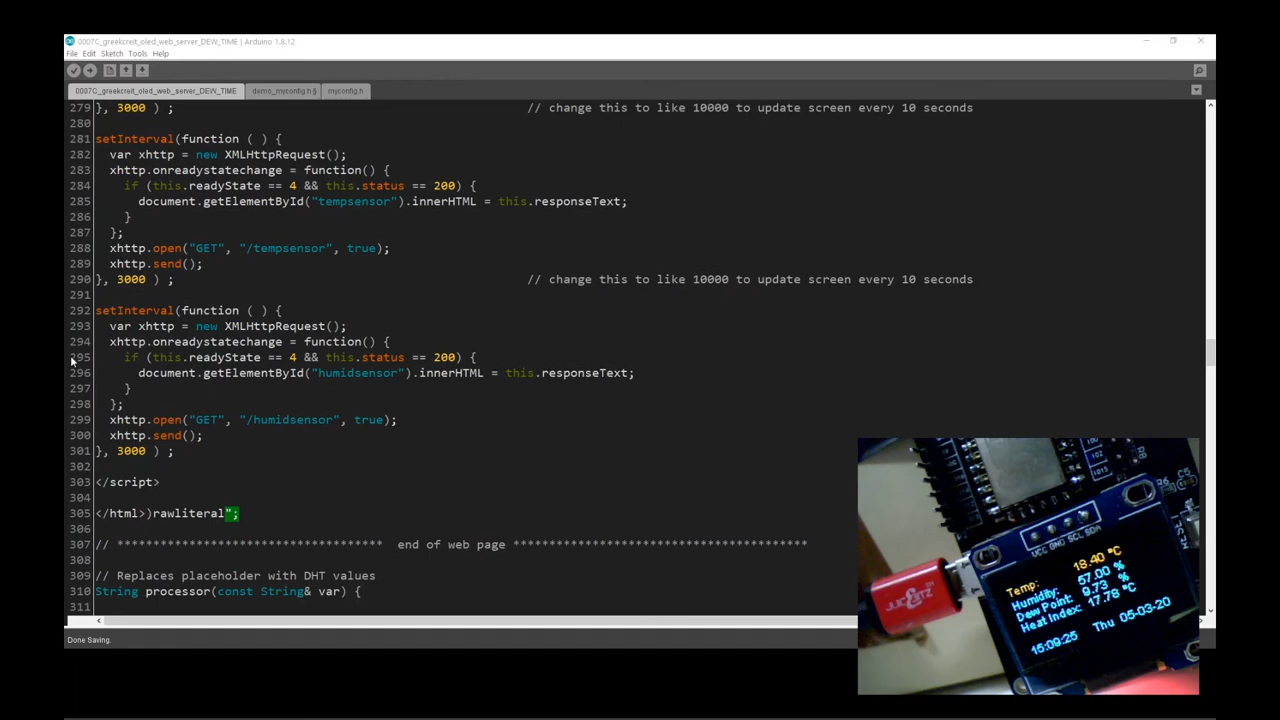 0007C_greekcreit_oled_web_server_DEW_TIME | Arduino 1.8.12
File Edit Sketch Tools Help
0007C_greekcreit_oled_web_server_DEW_TIME demo_myconfig.h § myconfig.h
279 }, 3000 ) ; // change this to like 10000 to update screen every 10 seconds
280
281 setInterval(function ( ) {
282 var xhttp = new XMLHttpRequest();
283 xhttp.onreadystatechange = function() {
284 if (this.readyState == 4 && this.status == 200) {
285 document.getElementById("tempsensor").innerHTML = this.responseText;
286 }
287 };
288 xhttp.open("GET", "/tempsensor", true);
289 xhttp.send();
290 }, 3000 ) ; // change this to like 10000 to update screen every 10 seconds
291
292 setInterval(function ( ) {
293 var xhttp = new XMLHttpRequest();
294 xhttp.onreadystatechange = function() {
295 if (this.readyState == 4 && this.status == 200) {
296 document.getElementById("humidsensor").innerHTML = this.responseText;
297 }
298 };
299 xhttp.open("GET", "/humidsensor", true);
300 xhttp.send();
301 }, 3000 ) ;
302
303 </script>
304
305 </html>)rawliteral";
306
307 // ************************************* end of web page *****************************************
308
309 // Replaces placeholder with DHT values
310 String processor(const String& var) {
311
Done Saving.
VCC GND SCL SDA
Temp: 18.40 °C
Humidity: 57.00 %
Dew Point: 9.73 %
Heat Index: 17.78 °C
15:09:25 Thu 05-03-20